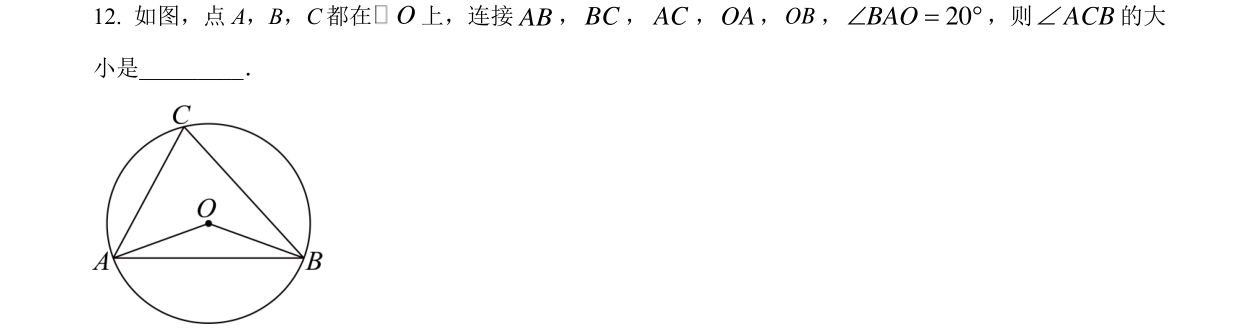 12. 如图，点 A，B，C 都在□ O 上，连接 AB，BC，AC，OA，OB，∠BAO = 20°，则∠ACB 的大
小是_________．
C
O
A
B